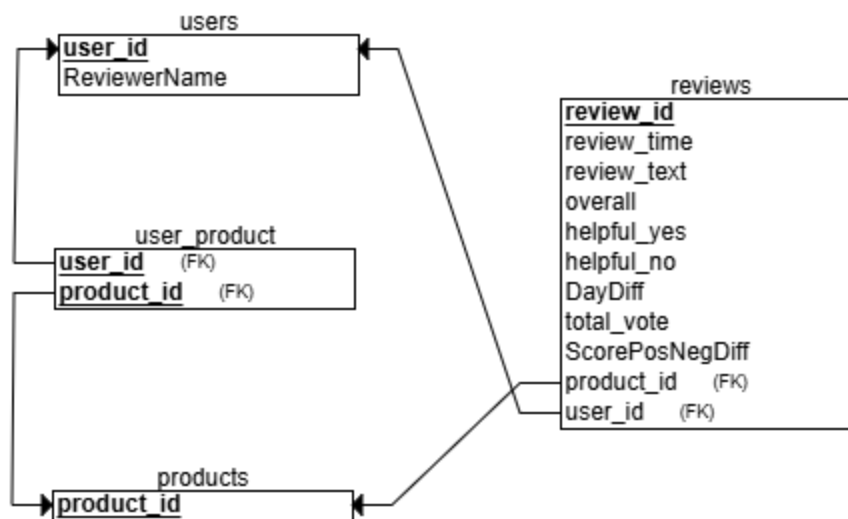 users
user_id
ReviewerName
reviews
review_id
review_time
review_text
overall
helpful_yes
helpful_no
DayDiff
total_vote
ScorePosNegDiff
product_id (FK)
user_id (FK)
user_product
user_id (FK)
product_id (FK)
products
product_id